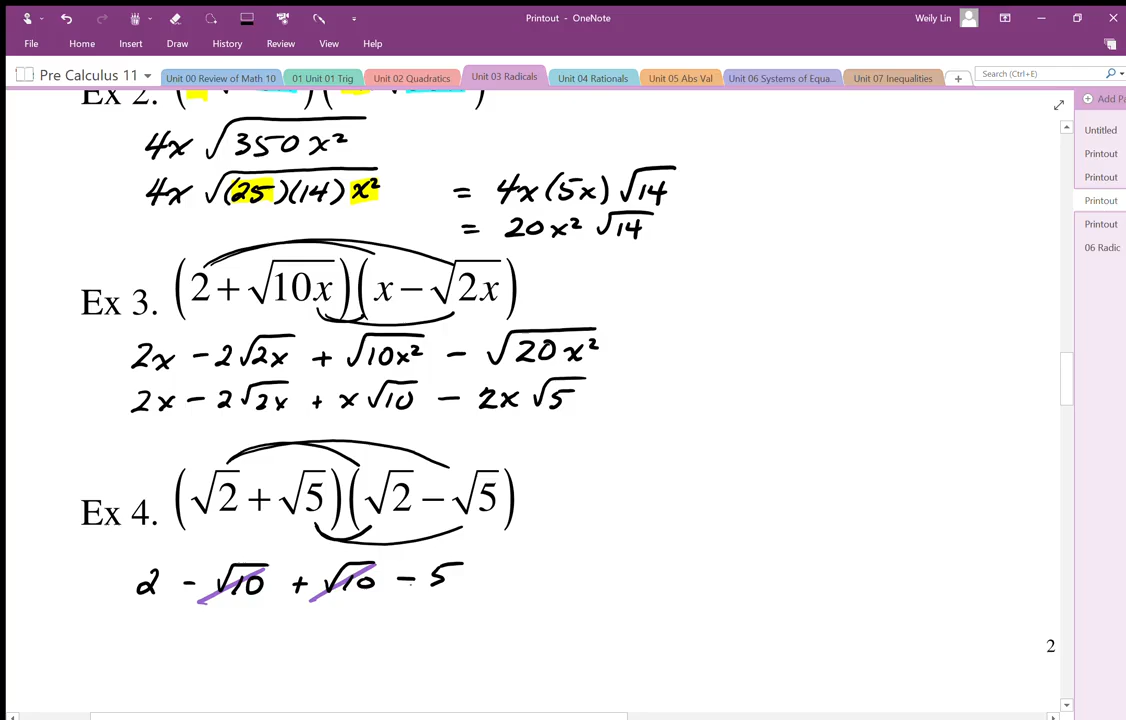 Printout - OneNote
Weily Lin
File Home Insert Draw History Review View Help
Pre Calculus 11
Unit 00 Review of Math 10
01 Unit 01 Trig
Unit 02 Quadratics
Unit 03 Radicals
Unit 04 Rationals
Unit 05 Abs Val
Unit 06 Systems of Equa...
Unit 07 Inequalities
Search (Ctrl+E)
Add Pa
Untitled
Printout
Printout
Printout
Printout
06 Radic
Ex 2.
4x √350x²
4x √(25)(14)x² = 4x(5x)√14
= 20x² √14
Ex 3. (2+√10x)(x−√2x)
2x − 2√2x + √10x² − √20x²
2x − 2√2x + x√10 − 2x√5
Ex 4. (√2+√5)(√2−√5)
2 − √10 + √10 − 5
2